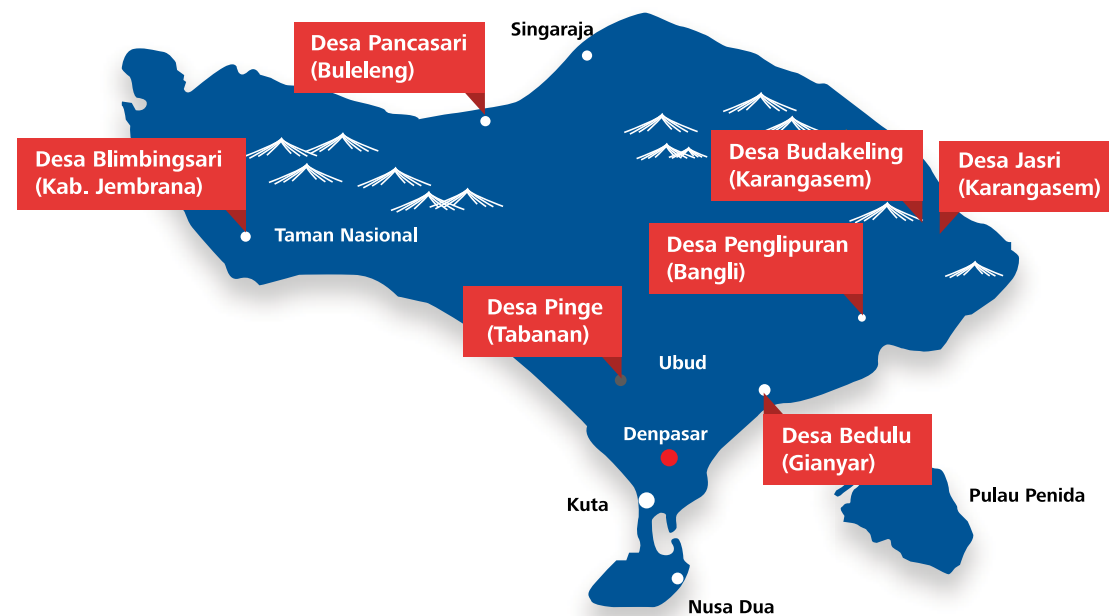 Singaraja
Desa Pancasari
(Buleleng)
Desa Blimbingsari
(Kab. Jembrana)
Desa Budakeling
(Karangasem)
Desa Jasri
(Karangasem)
Taman Nasional
Desa Penglipuran
(Bangli)
Desa Pinge
(Tabanan)
Ubud
Denpasar
Desa Bedulu
(Gianyar)
Kuta
Pulau Penida
Nusa Dua